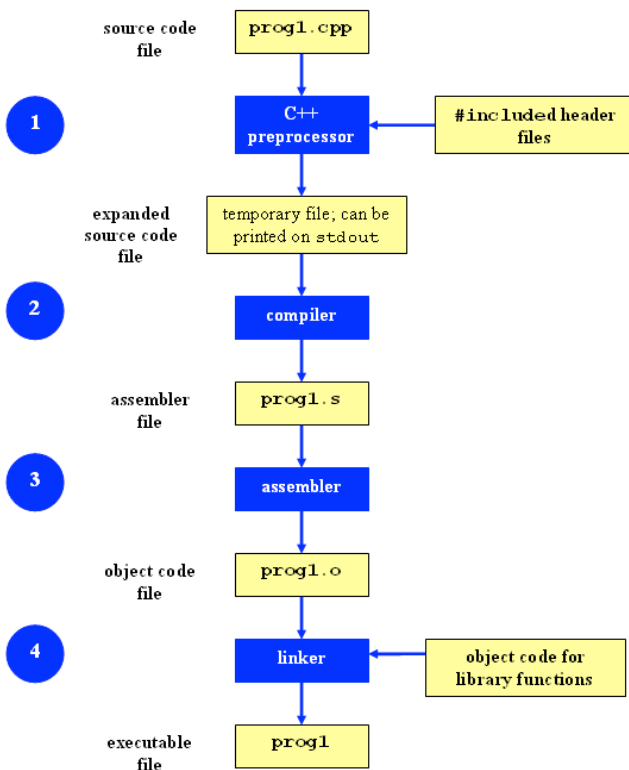 source code
file
prog1.cpp
1
C++
preprocessor
#included header
files
expanded
source code
file
temporary file; can be
printed on stdout
2
compiler
assembler
file
prog1.s
3
assembler
object code
file
prog1.o
4
linker
object code for
library functions
executable
file
prog1